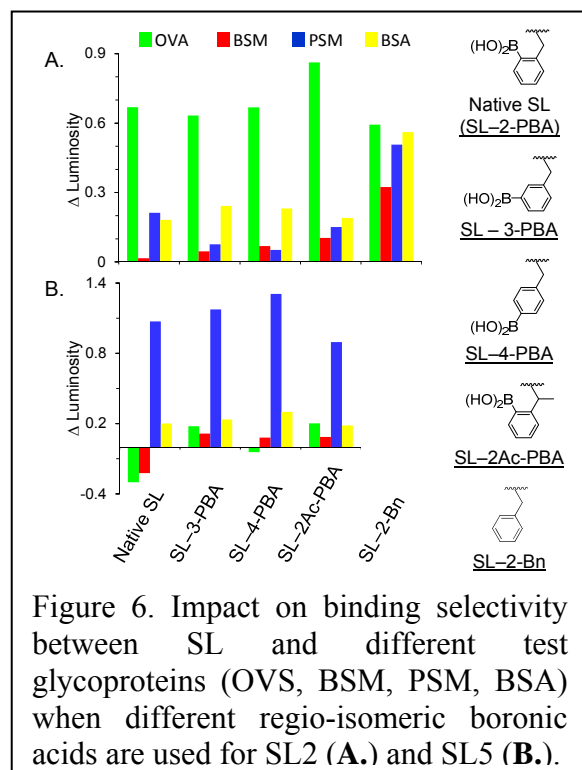 OVA BSM PSM BSA
A.
0.9
0.6
0.3
0
Δ Luminosity
B.
1.4
0.8
0.2
-0.4
Δ Luminosity
Native SL
SL–3-PBA
SL–4-PBA
SL–2Ac-PBA
SL–2-Bn
(HO)2B
Native SL
(SL–2-PBA)
(HO)2B
SL – 3-PBA
(HO)2B
SL–4-PBA
(HO)2B
SL–2Ac-PBA
SL–2-Bn
Figure 6. Impact on binding selectivity
between SL and different test
glycoproteins (OVS, BSM, PSM, BSA)
when different regio-isomeric boronic
acids are used for SL2 (A.) and SL5 (B.).